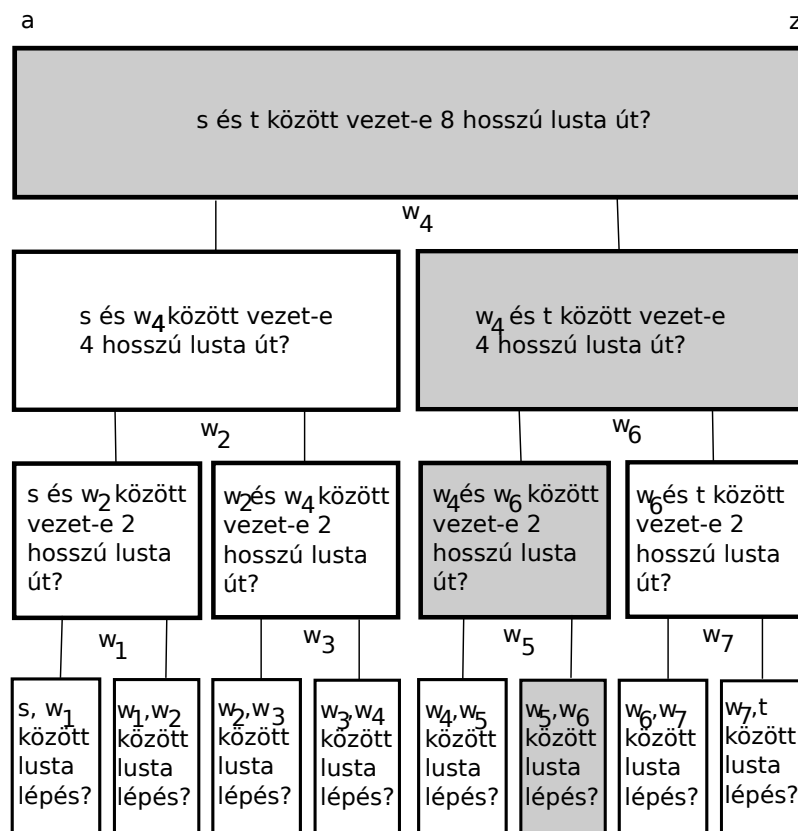 a
z
s és t között vezet-e 8 hosszú lusta út?
w4
s és w4 között vezet-e
4 hosszú lusta út?
w4 és t között vezet-e
4 hosszú lusta út?
w2
w6
s és w2 között
vezet-e 2
hosszú lusta
út?
w2 és w4 között
vezet-e 2
hosszú lusta
út?
w4 és w6 között
vezet-e 2
hosszú lusta
út?
w6 és t között
vezet-e 2
hosszú lusta
út?
w1
w3
w5
w7
s, w1
között
lusta
lépés?
w1,w2
között
lusta
lépés?
w2,w3
között
lusta
lépés?
w3,w4
között
lusta
lépés?
w4,w5
között
lusta
lépés?
w5,w6
között
lusta
lépés?
w6,w7
között
lusta
lépés?
w7,t
között
lusta
lépés?